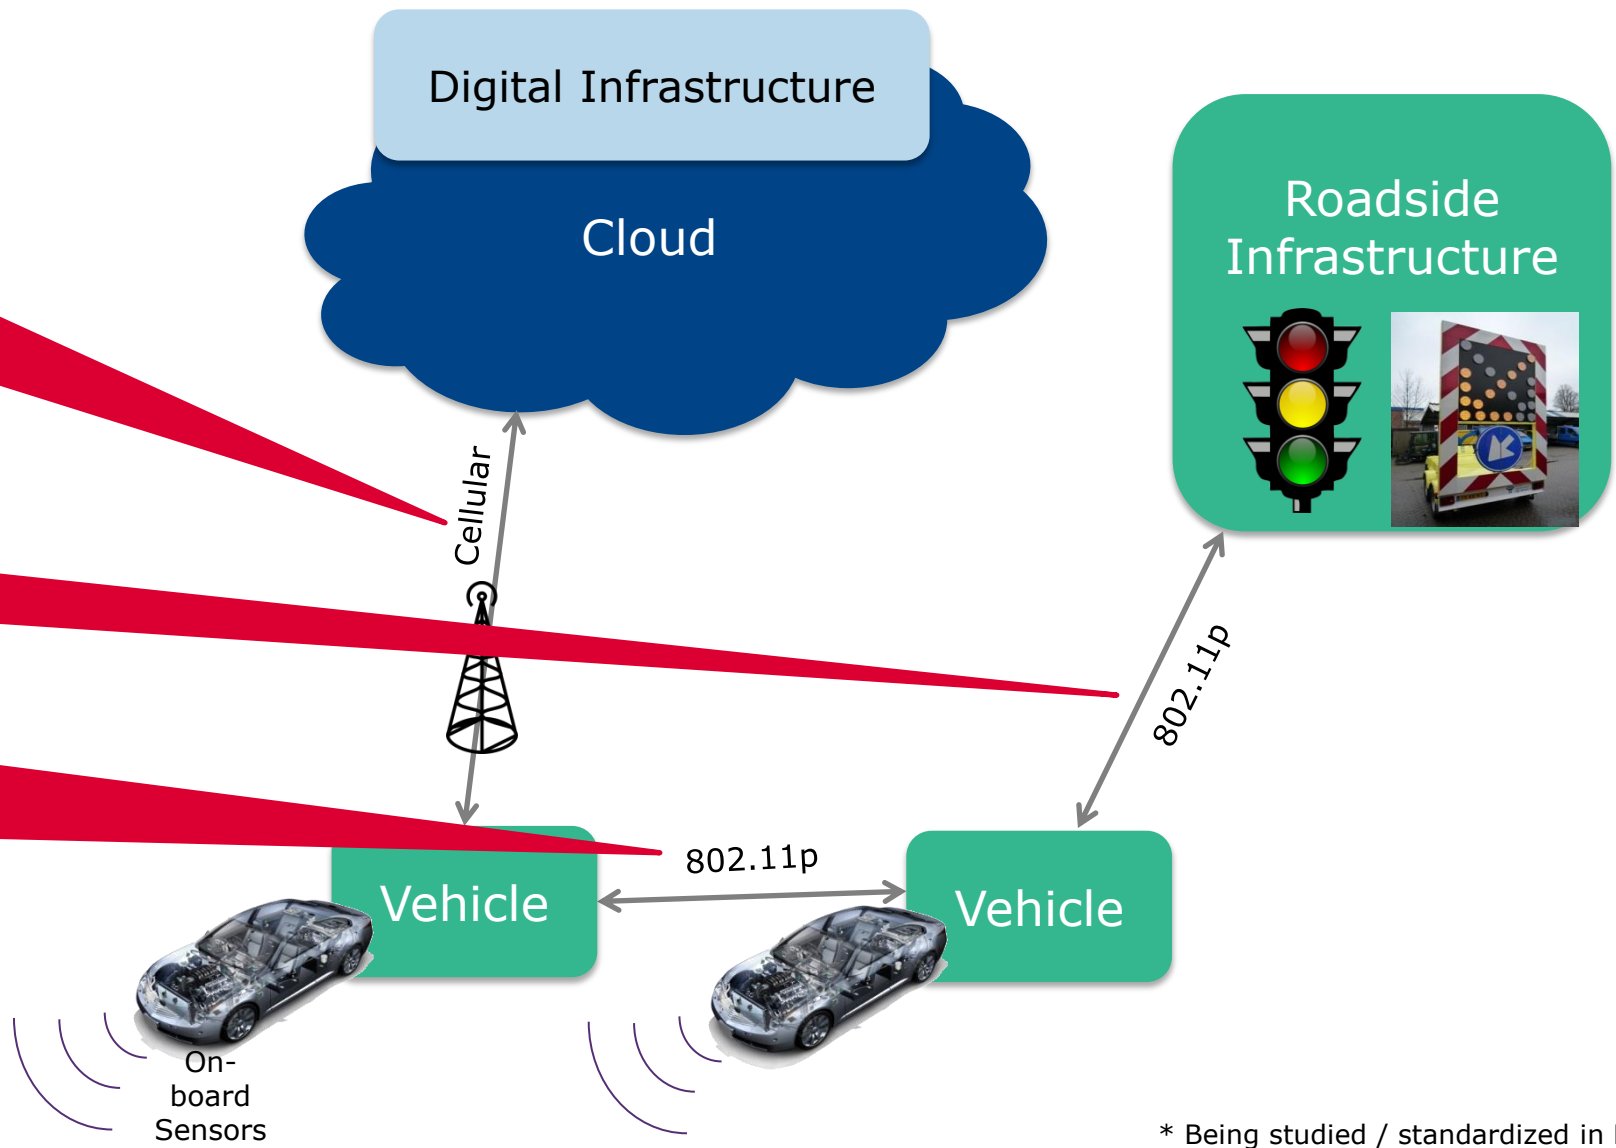 Digital Infrastructure
Cloud
Roadside
Infrastructure
Cellular
802.11p
802.11p
Vehicle
Vehicle
On-
board
Sensors
* Being studied / standardized in